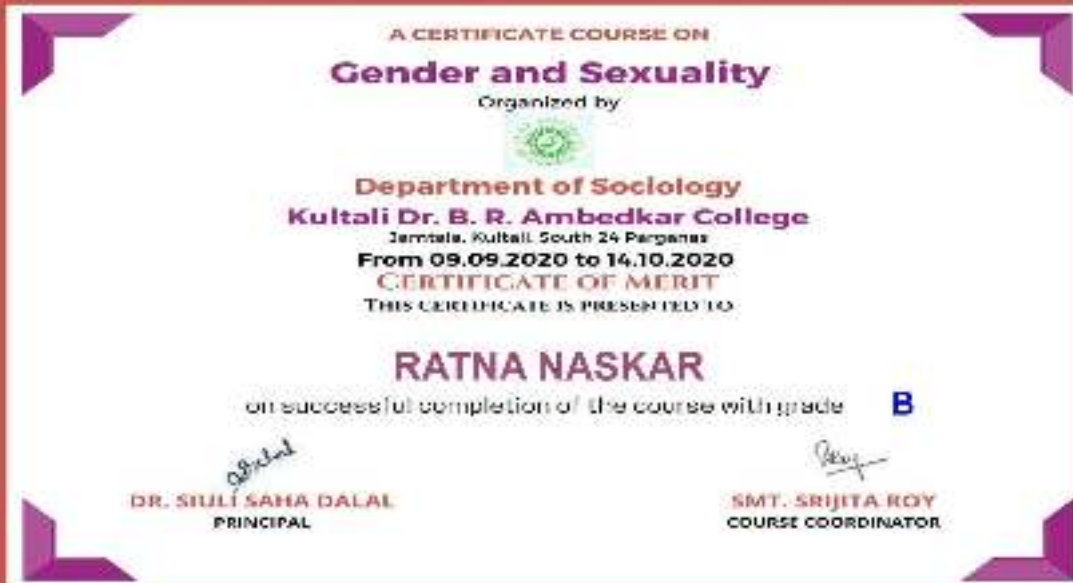 A CERTIFICATE COURSE ON
Gender and Sexuality
Organized by
Department of Sociology
Kultali Dr. B. R. Ambedkar College
Jamtala, Kultali, South 24 Parganas
From 09.09.2020 to 14.10.2020
CERTIFICATE OF MERIT
THIS CERTIFICATE IS PRESENTED TO
RATNA NASKAR
on successful completion of the course with grade B
DR. SIULI SAHA DALAL
PRINCIPAL
SMT. SRIJITA ROY
COURSE COORDINATOR